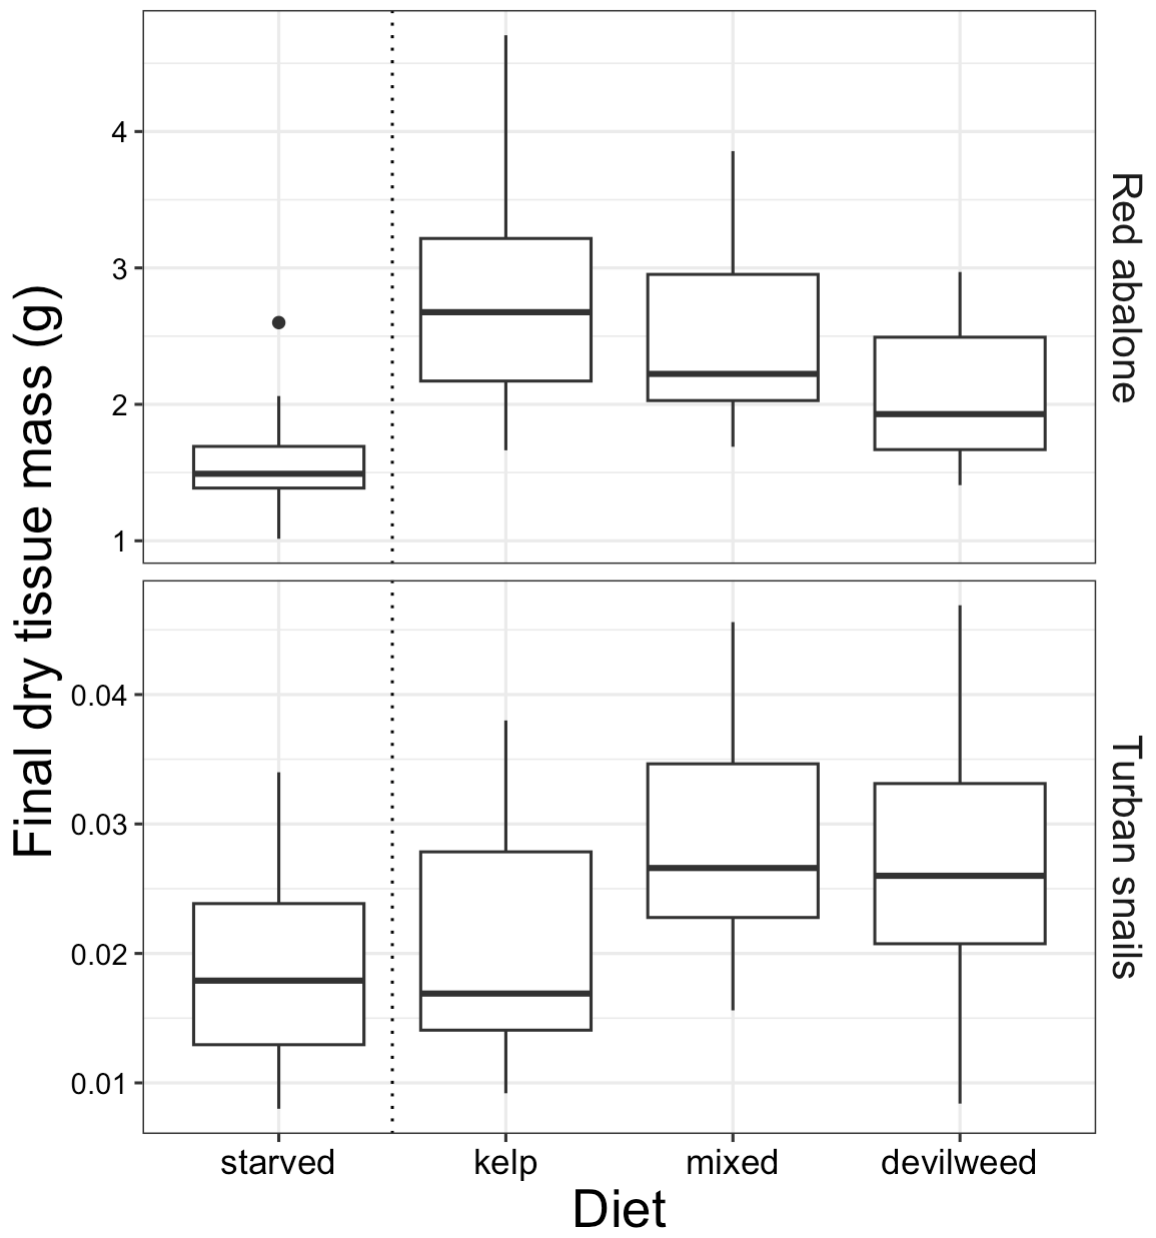 Final dry tissue mass (g)
4
3
2
1
Red abalone
0.04
0.03
0.02
0.01
Turban snails
starved kelp mixed devilweed
Diet